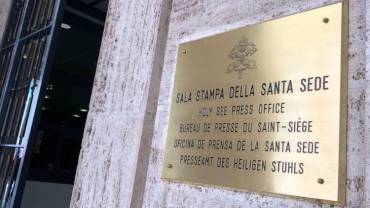 SALA STAMPA DELLA SANTA SEDE
HOLY SEE PRESS OFFICE
BUREAU DE PRESSE DU SAINT-SIÈGE
OFICINA DE PRENSA DE LA SANTA SEDE
PRESSEAMT DES HEILIGEN STUHLS